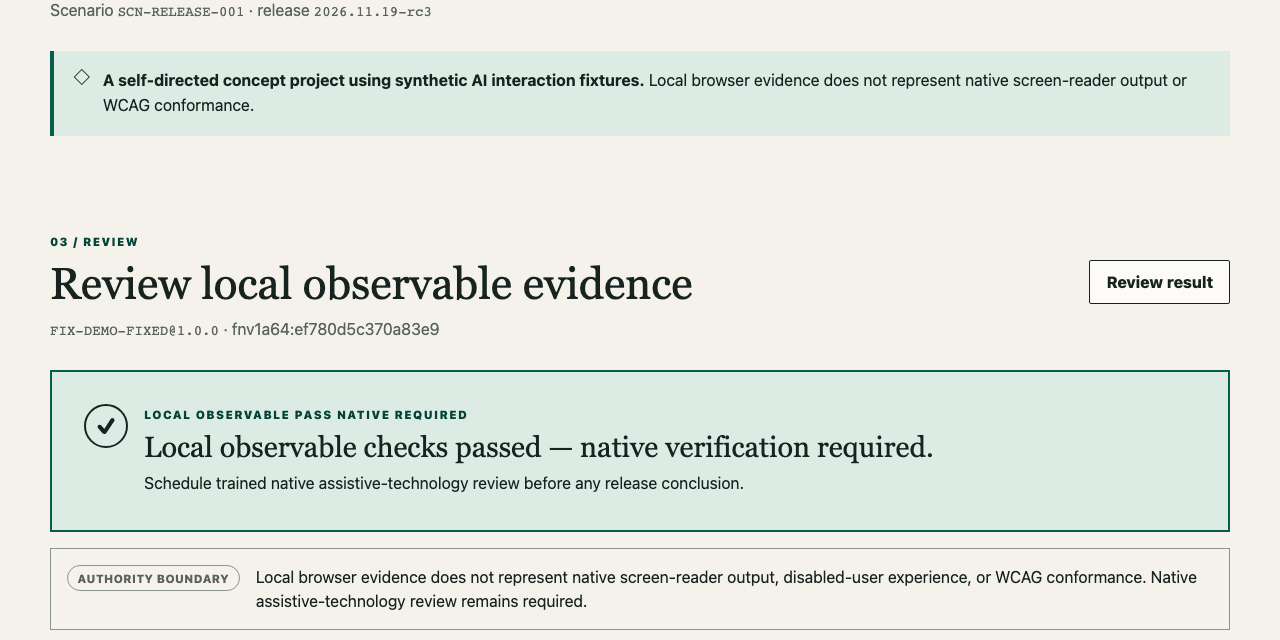 Scenario SCN-RELEASE-001 · release 2026.11.19-rc3
A self-directed concept project using synthetic AI interaction fixtures. Local browser evidence does not represent native screen-reader output or
WCAG conformance.
03 / REVIEW
Review local observable evidence
Review result
FIX-DEMO-FIXED@1.0.0 · fnv1a64:ef780d5c370a83e9
LOCAL OBSERVABLE PASS NATIVE REQUIRED
Local observable checks passed — native verification required.
Schedule trained native assistive-technology review before any release conclusion.
AUTHORITY BOUNDARY
Local browser evidence does not represent native screen-reader output, disabled-user experience, or WCAG conformance. Native
assistive-technology review remains required.